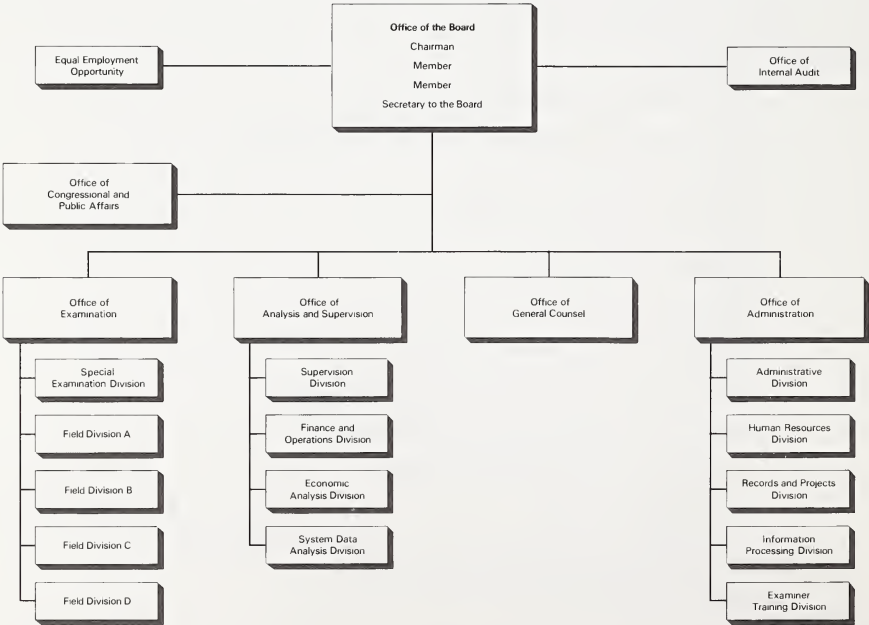 Office of the Board
Chairman
Member
Member
Secretary to the Board
Equal Employment
Opportunity
Office of
Internal Audit
Office of
Congressional and
Public Affairs
Office of
Examination
Office of
Analysis and Supervision
Office of
General Counsel
Office of
Administration
Special
Examination Division
Field Division A
Field Division B
Field Division C
Field Division D
Supervision
Division
Finance and
Operations Division
Economic
Analysis Division
System Data
Analysis Division
Administrative
Division
Human Resources
Division
Records and Projects
Division
Information
Processing Division
Examiner
Training Division